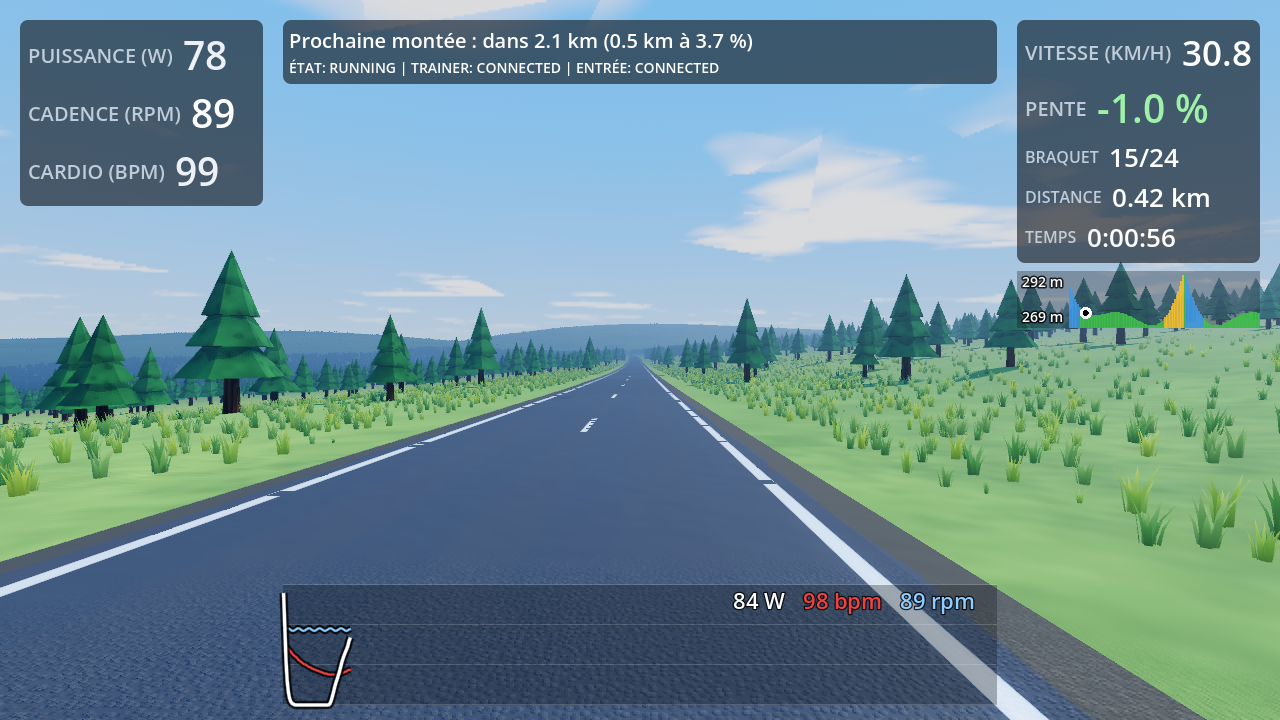 PUISSANCE (W) 78
CADENCE (RPM) 89
CARDIO (BPM) 99
Prochaine montée : dans 2.1 km (0.5 km à 3.7 %)
ÉTAT: RUNNING | TRAINER: CONNECTED | ENTRÉE: CONNECTED
VITESSE (KM/H) 30.8
PENTE -1.0 %
BRAQUET 15/24
DISTANCE 0.42 km
TEMPS 0:00:56
292 m
269 m
84 W 98 bpm 89 rpm